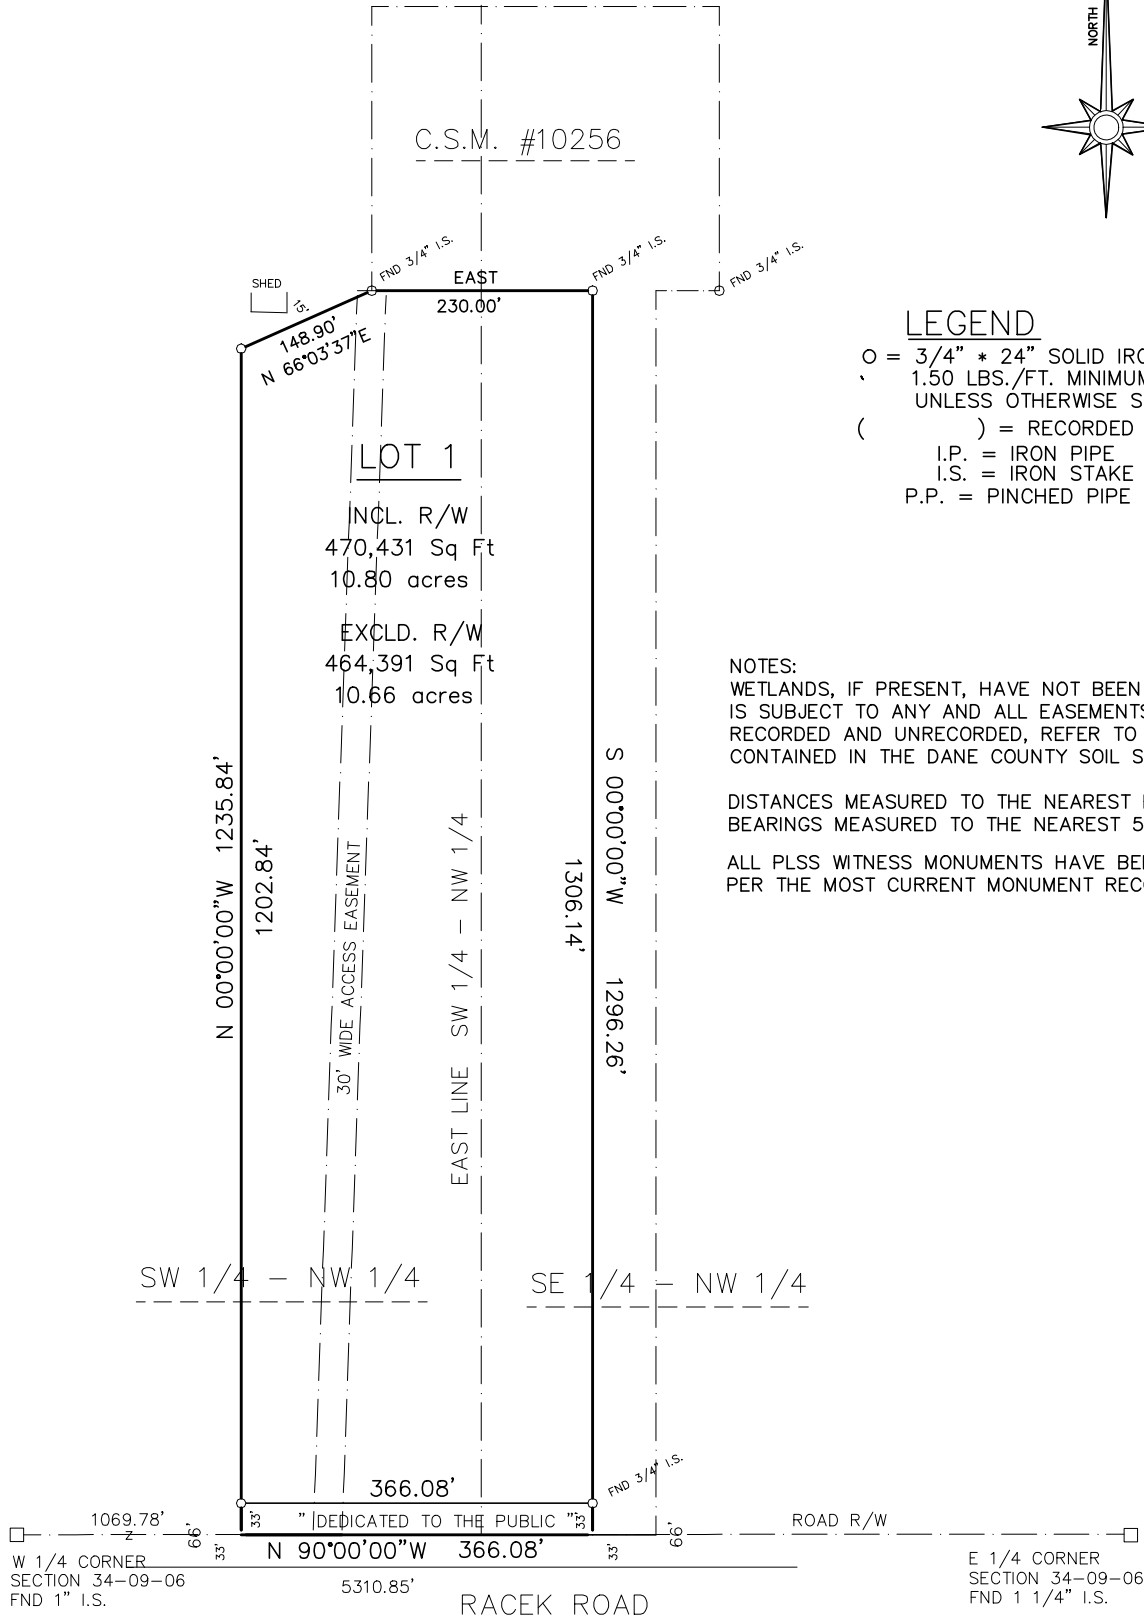 NORTH
C.S.M. #10256
FND 3/4" I.S.
FND 3/4" I.S.
FND 3/4" I.S.
EAST
230.00'
SHED
15'
148.90'
N 66°03'37"E
LEGEND
O = 3/4" * 24" SOLID
1.50 LBS./FT. MINIMUM
UNLESS OTHERWISE
( ) = RECORDED
I.P. = IRON PIPE
I.S. = IRON STAKE
P.P. = PINCHED PIPE
LOT 1
INCL. R/W
470,431 Sq Ft
10.80 acres
EXCLD. R/W
464,391 Sq Ft
10.66 acres
NOTES:
WETLANDS, IF PRESENT, HAVE NOT BEEN
IS SUBJECT TO ANY AND ALL EASEMENTS
RECORDED AND UNRECORDED, REFER TO
CONTAINED IN THE DANE COUNTY SOIL S
DISTANCES MEASURED TO THE NEAREST
BEARINGS MEASURED TO THE NEAREST 5
ALL PLSS WITNESS MONUMENTS HAVE BE
PER THE MOST CURRENT MONUMENT REC
N 00°00'00"W 1235.84'
1202.84'
30' WIDE ACCESS EASEMENT
EAST LINE SW 1/4 - NW 1/4
1306.14'
S 00°00'00"W 1296.26'
SW 1/4 - NW 1/4
SE 1/4 - NW 1/4
FND 3/4" I.S.
366.08'
1069.78'
z
66'
33'
" DEDICATED TO THE PUBLIC "
33'
66'
ROAD R/W
33'
N 90°00'00"W 366.08'
33'
W 1/4 CORNER
SECTION 34-09-06
FND 1" I.S.
5310.85'
RACEK ROAD
E 1/4 CORNER
SECTION 34-09-06
FND 1 1/4" I.S.